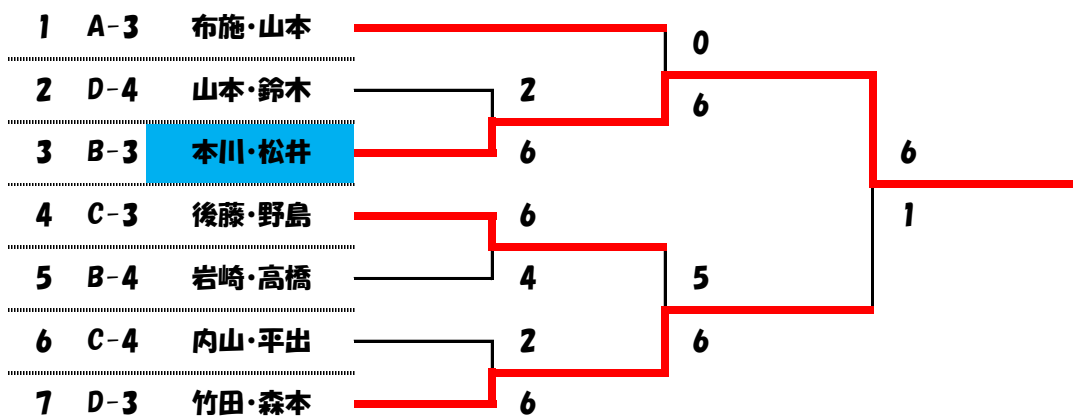 1 A-3 布施・山本
0
2 D-4 山本・鈴木 2
6
3 B-3 本川・松井 6
6
4 C-3 後藤・野島 6
1
5 B-4 岩崎・高橋 4
5
6 C-4 内山・平出 2
6
7 D-3 竹田・森本 6